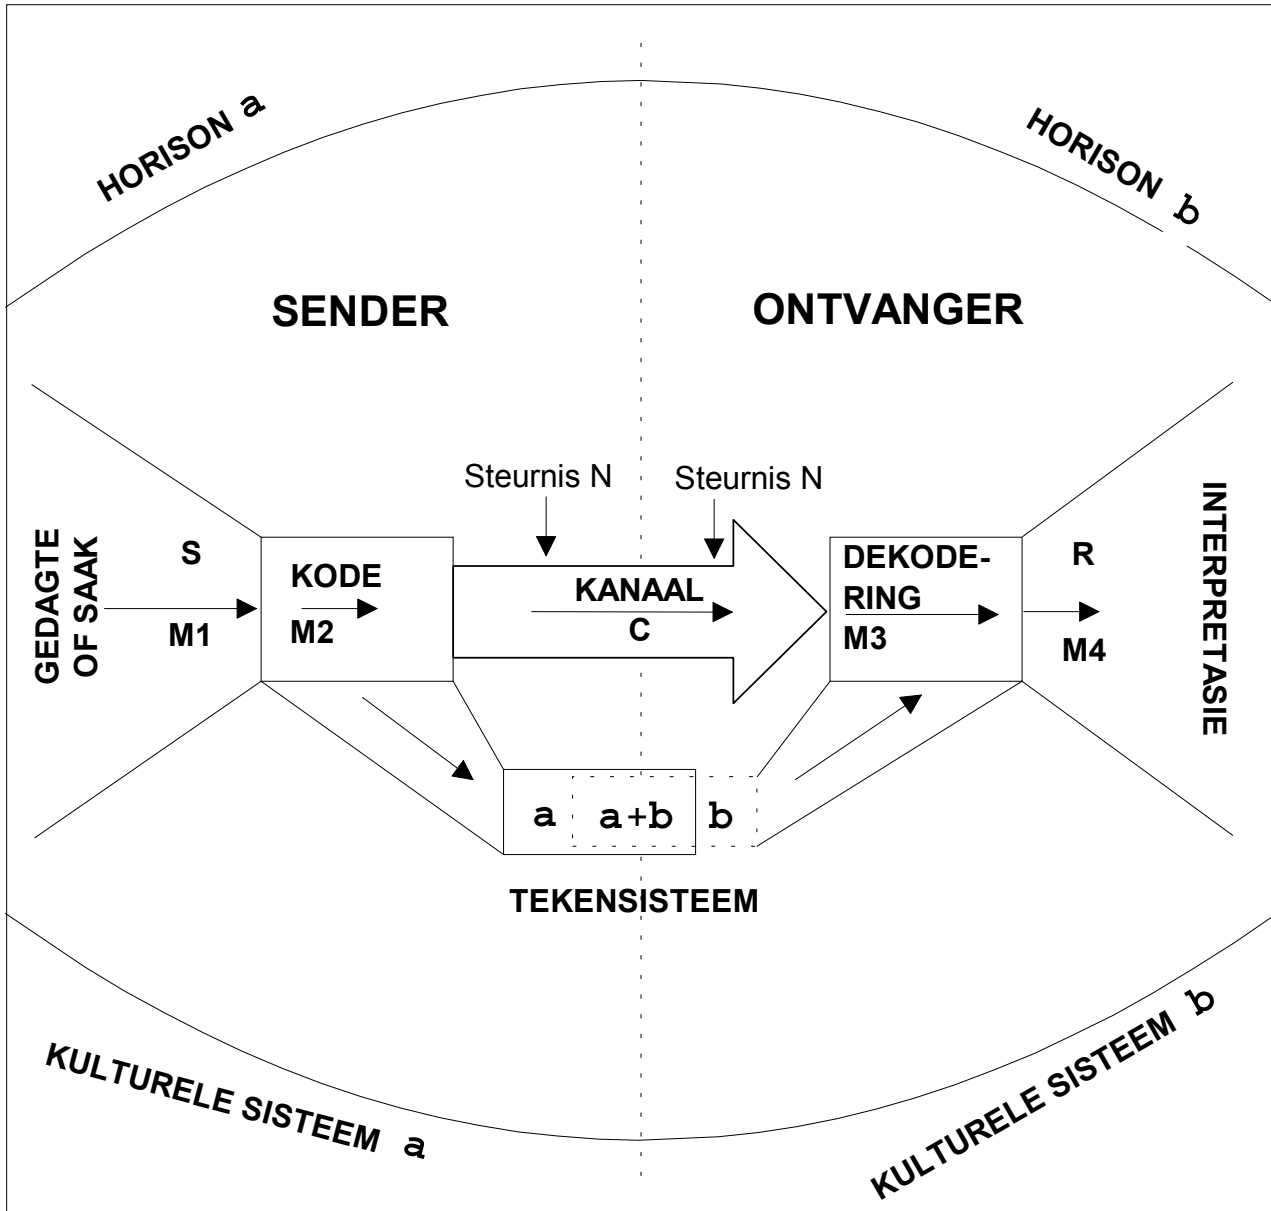 HORISON a
HORISON b
SENDER
ONTVANGER
Steurnis N
Steurnis N
GEDAGTE
OF SAAK
S
M1
KODE
M2
KANAAL
C
DEKODE-
RING
M3
R
M4
INTERPRETASIE
a
a+b
b
TEKENSISTEEM
KULTURELE SISTEEM a
KULTURELE SISTEEM b